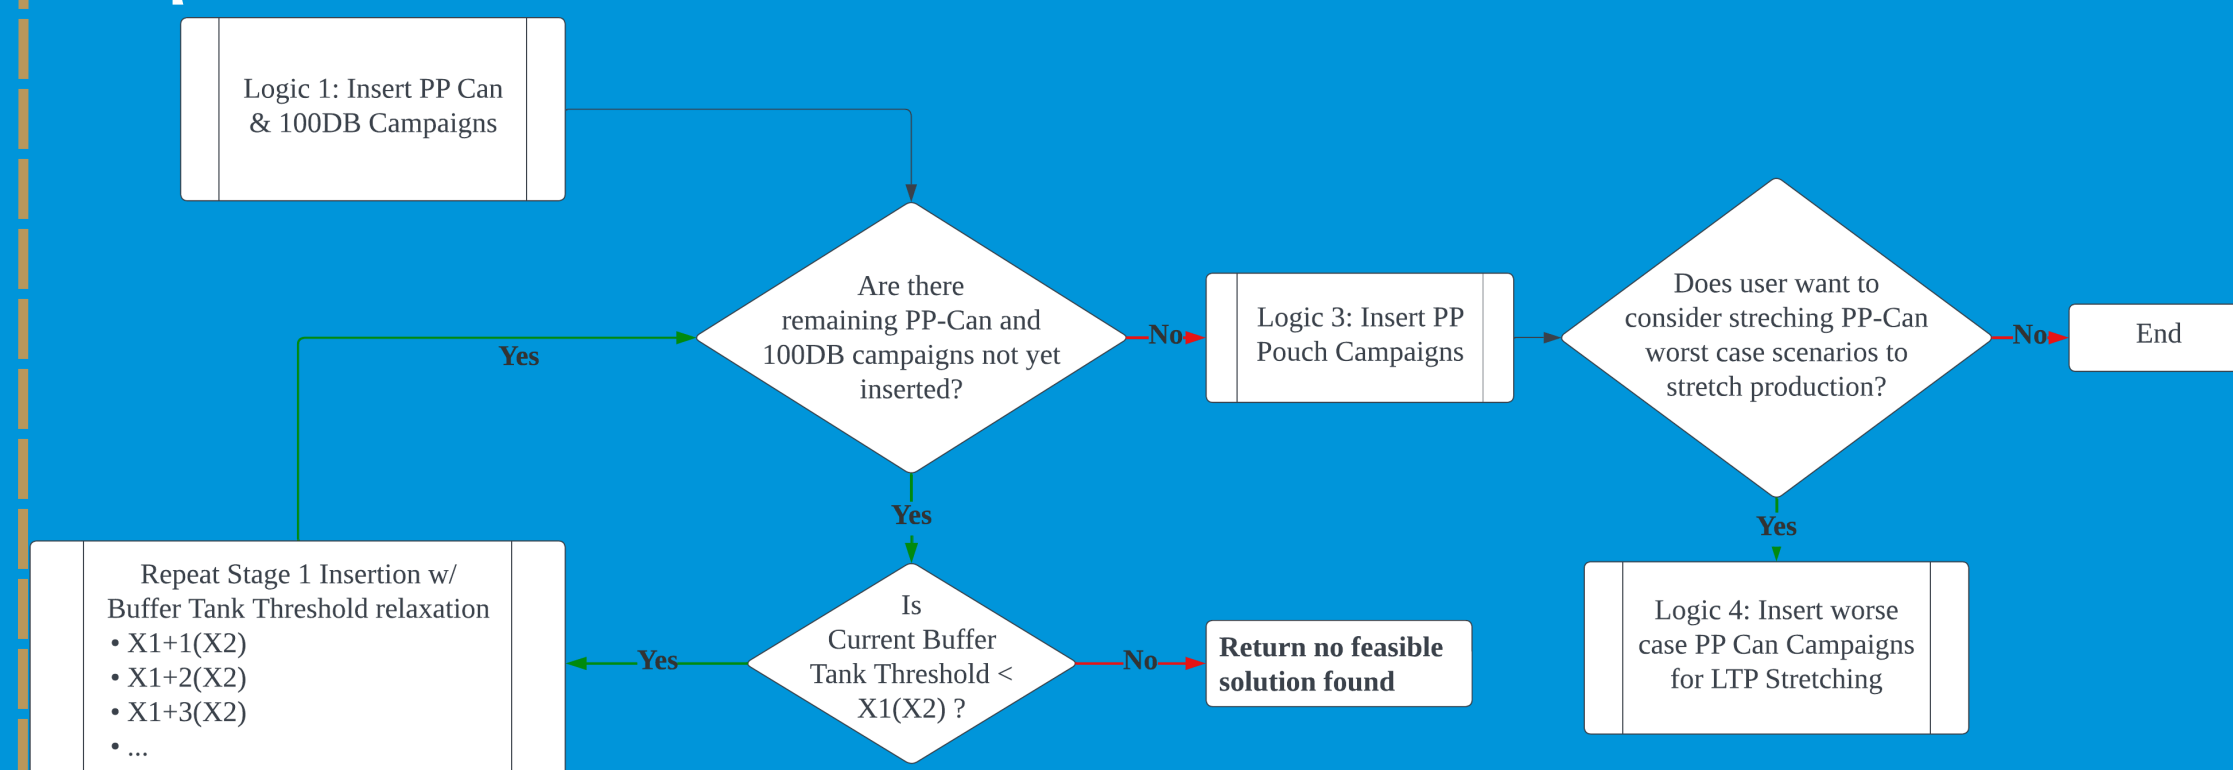 Logic 1: Insert PP Can
& 100DB Campaigns
Are there
remaining PP-Can and
100DB campaigns not yet
inserted?
No
Logic 3: Insert PP
Pouch Campaigns
Does user want to
consider streching PP-Can
worst case scenarios to
stretch production?
No
End
Yes
Yes
Yes
Repeat Stage 1 Insertion w/
Buffer Tank Threshold relaxation
• X1+1(X2)
• X1+2(X2)
• X1+3(X2)
• ...
Yes
Is
Current Buffer
Tank Threshold <
X1(X2) ?
No
Return no feasible
solution found
Logic 4: Insert worse
case PP Can Campaigns
for LTP Stretching